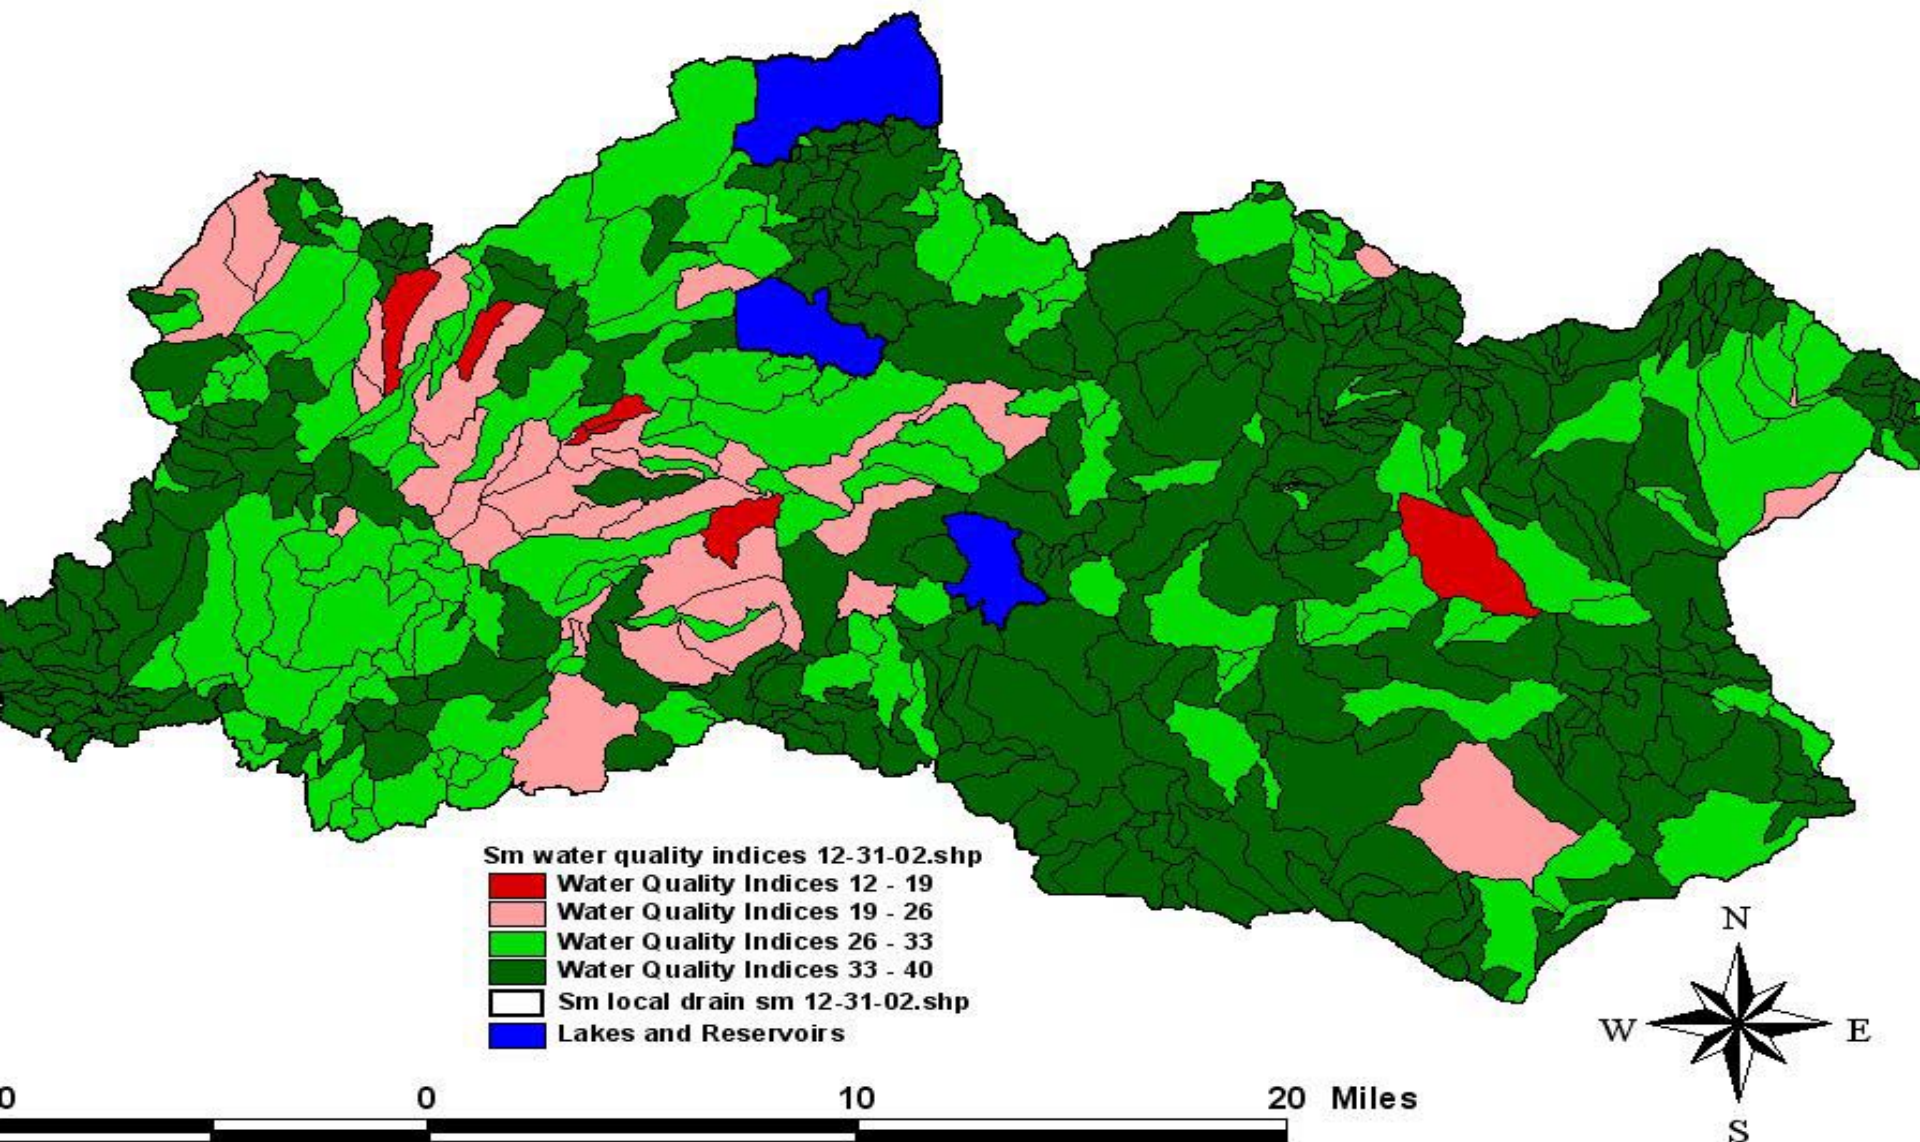 Sm water quality indices 12-31-02.shp
Water Quality Indices 12 - 19
Water Quality Indices 19 - 26
Water Quality Indices 26 - 33
Water Quality Indices 33 - 40
Sm local drain sm 12-31-02.shp
Lakes and Reservoirs
N
W E
S
0 0 10 20 Miles